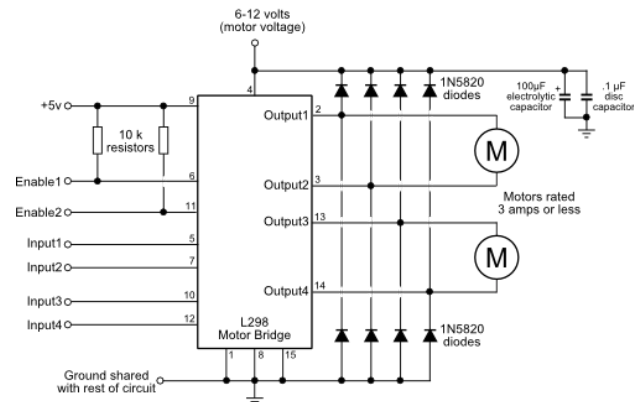 6-12 volts
(motor voltage)
4
1N5820
diodes
100µF
electrolytic
capacitor
+
.1 µF
disc
capacitor
+5v
9
10 k
resistors
Output1
2
M
Enable1
6
Output2
3
Enable2
11
Motors rated
3 amps or less
Output3
13
Input1
5
Input2
7
M
Input3
10
Output4
14
Input4
12
L298
Motor Bridge
1N5820
diodes
1
8
15
Ground shared
with rest of circuit